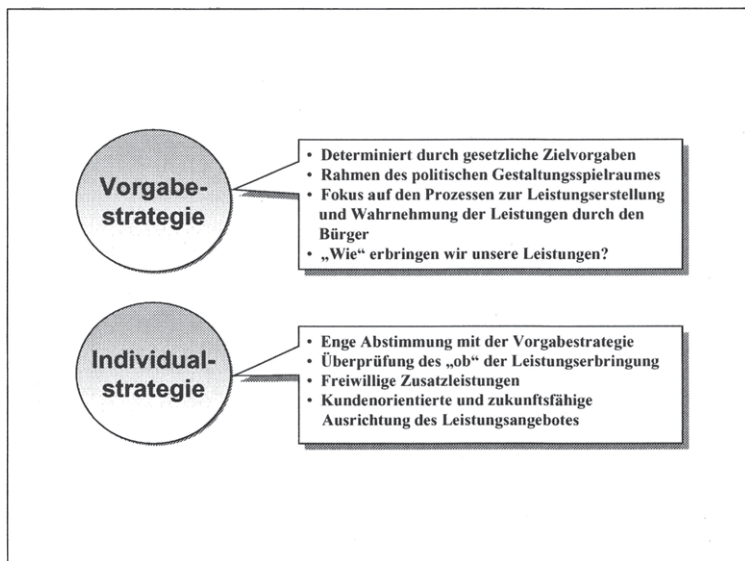 Vorgabe-
strategie
• Determiniert durch gesetzliche Zielvorgaben
• Rahmen des politischen Gestaltungsspielraumes
• Fokus auf den Prozessen zur Leistungserstellung
und Wahrnehmung der Leistungen durch den
Bürger
• „Wie“ erbringen wir unsere Leistungen?
Individual-
strategie
• Enge Abstimmung mit der Vorgabestrategie
• Überprüfung des „ob“ der Leistungserbringung
• Freiwillige Zusatzleistungen
• Kundenorientierte und zukunftsfähige
Ausrichtung des Leistungsangebotes